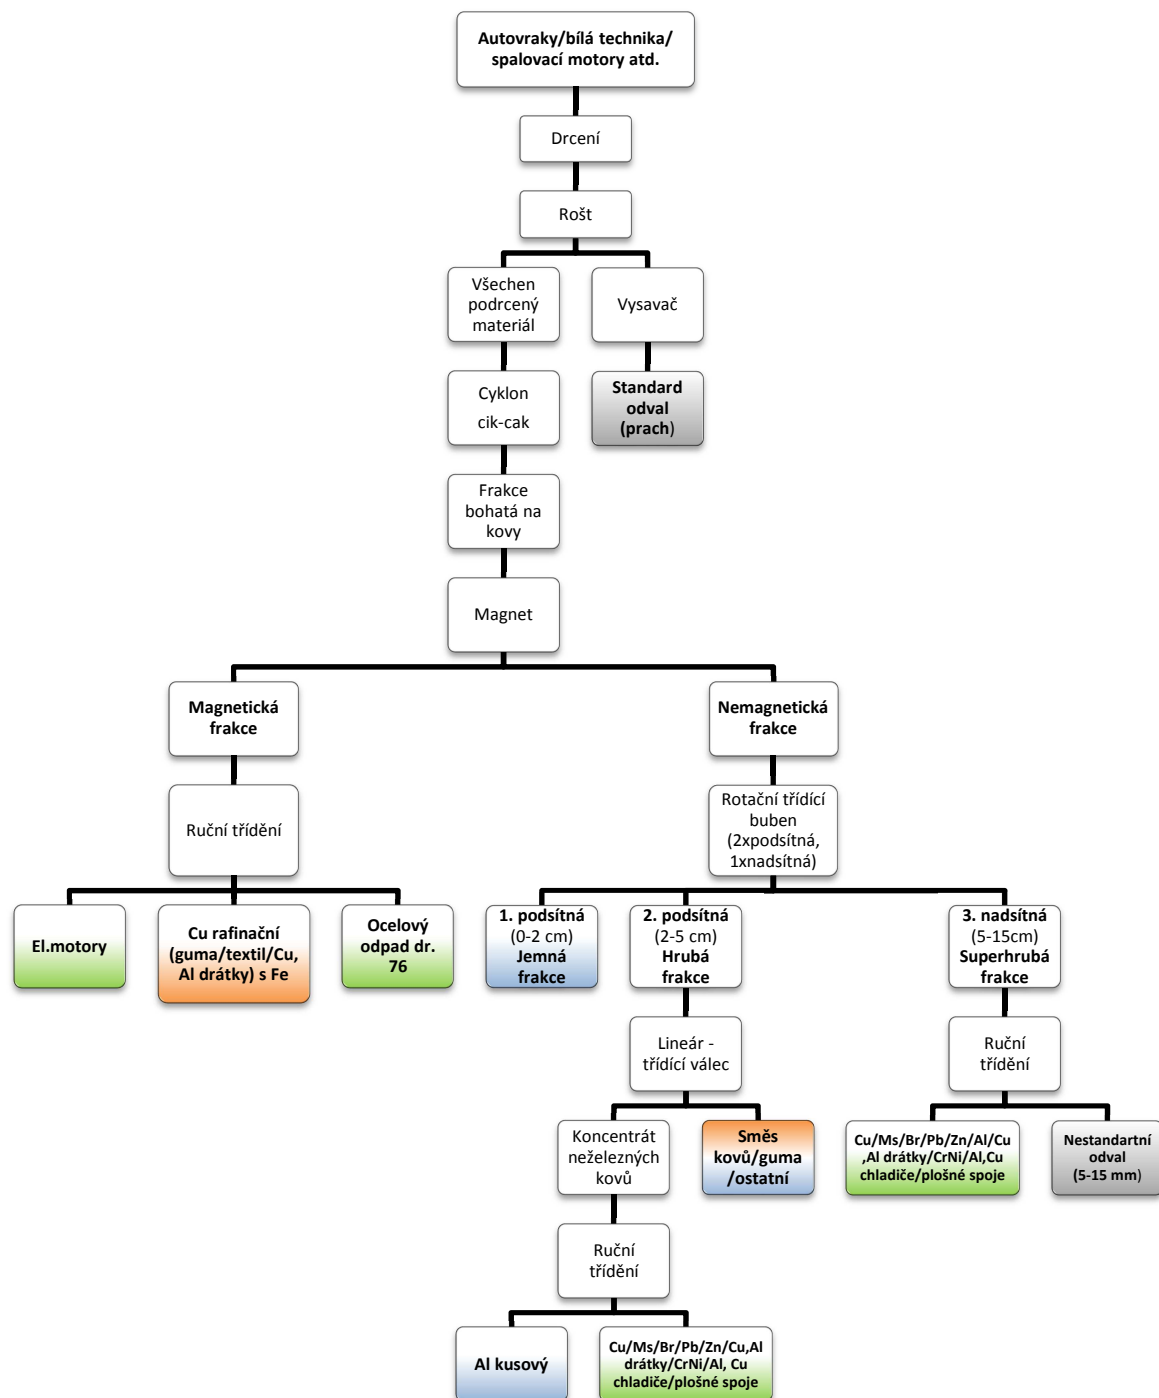 Autovraky/bílá technika/
spalovací motory atd.
Drcení
Rošt
Všechen
podrcený
materiál
Vysavač
Cyklon
cik-cak
Standard
odval
(prach)
Frakce
bohatá na
kovy
Magnet
Magnetická
frakce
Nemagnetická
frakce
Ruční třídění
Rotační třídící
buben
(2xpodsítná,
1xnadsítná)
El.motory
Cu rafinační
(guma/textil/Cu,
Al drátky) s Fe
Ocelový
odpad dr.
76
1. podsítná
(0-2 cm)
Jemná
frakce
2. podsítná
(2-5 cm)
Hrubá
frakce
3. nadsítná
(5-15cm)
Superhrubá
frakce
Lineár -
třídící válec
Ruční
třídění
Koncentrát
neželezných
kovů
Směs
kovů/guma
/ostatní
Cu/Ms/Br/Pb/Zn/Al/Cu
,Al drátky/CrNi/Al,Cu
chladiče/plošné spoje
Nestandartní
odval
(5-15 mm)
Ruční
třídění
Al kusový
Cu/Ms/Br/Pb/Zn/Cu,Al
drátky/CrNi/Al, Cu
chladiče/plošné spoje